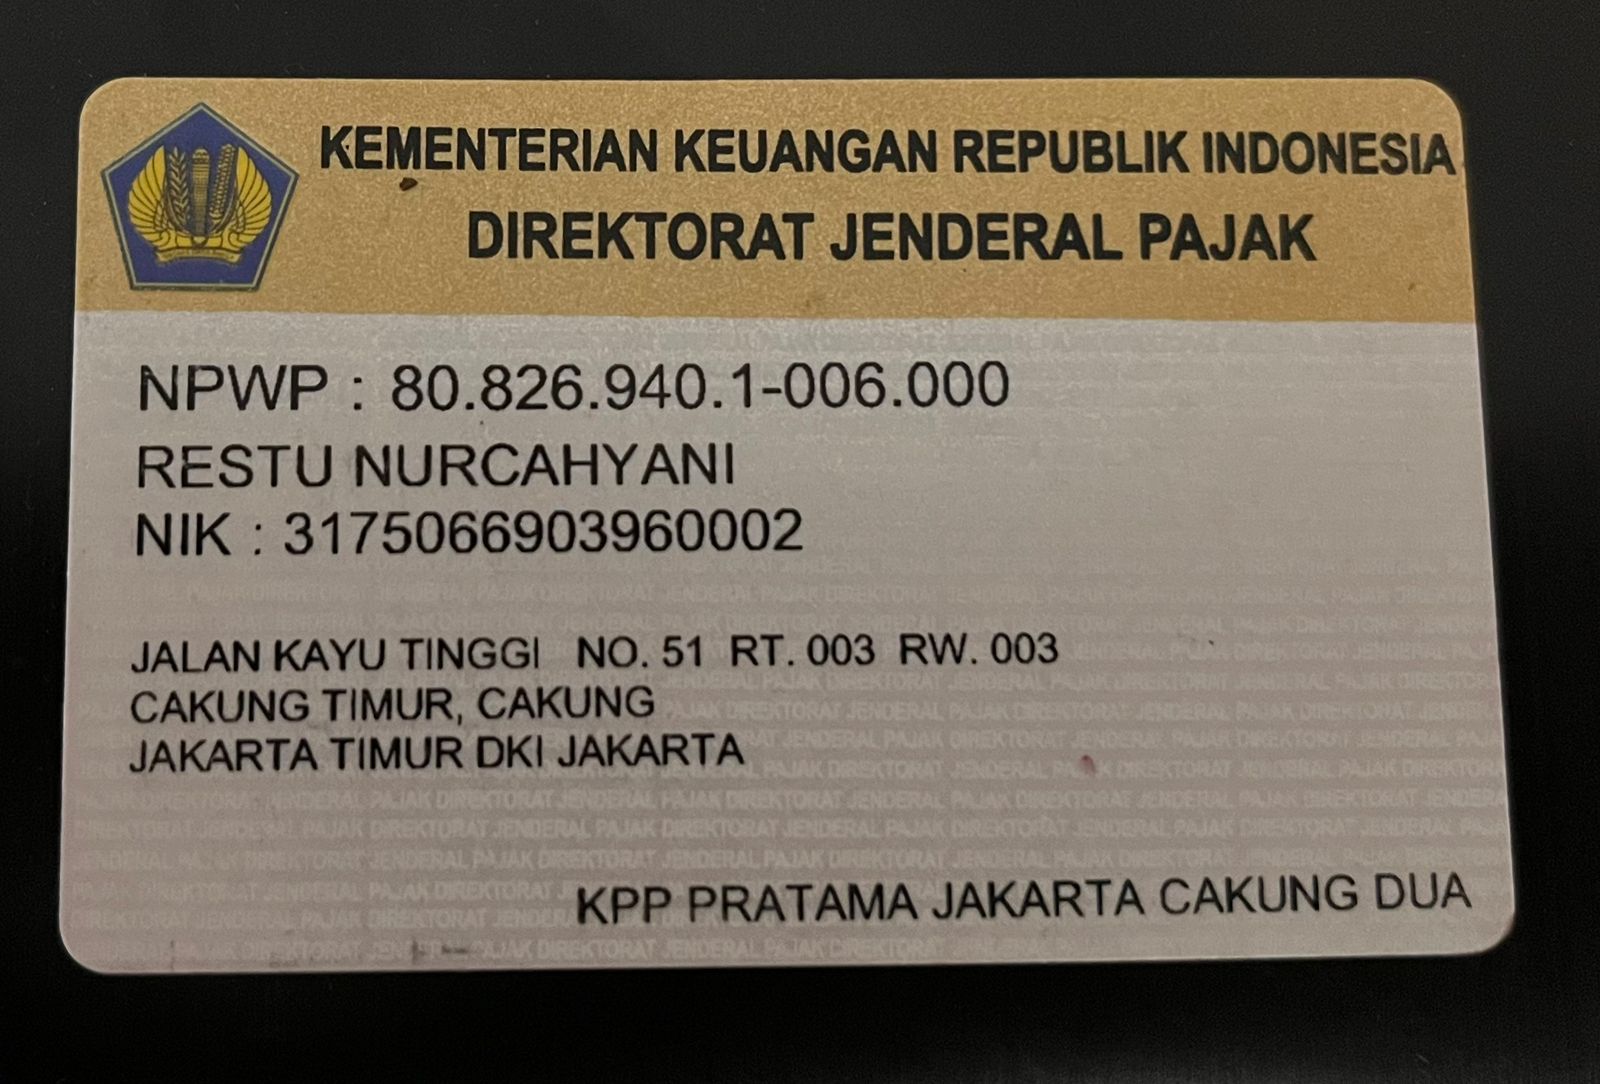 KEMENTERIAN KEUANGAN REPUBLIK INDONESIA
DIREKTORAT JENDERAL PAJAK
NPWP : 80.826.940.1-006.000
RESTU NURCAHYANI
NIK : 3175066903960002
JALAN KAYU TINGGI NO. 51 RT. 003 RW. 003
CAKUNG TIMUR, CAKUNG
JAKARTA TIMUR DKI JAKARTA
KPP PRATAMA JAKARTA CAKUNG DUA